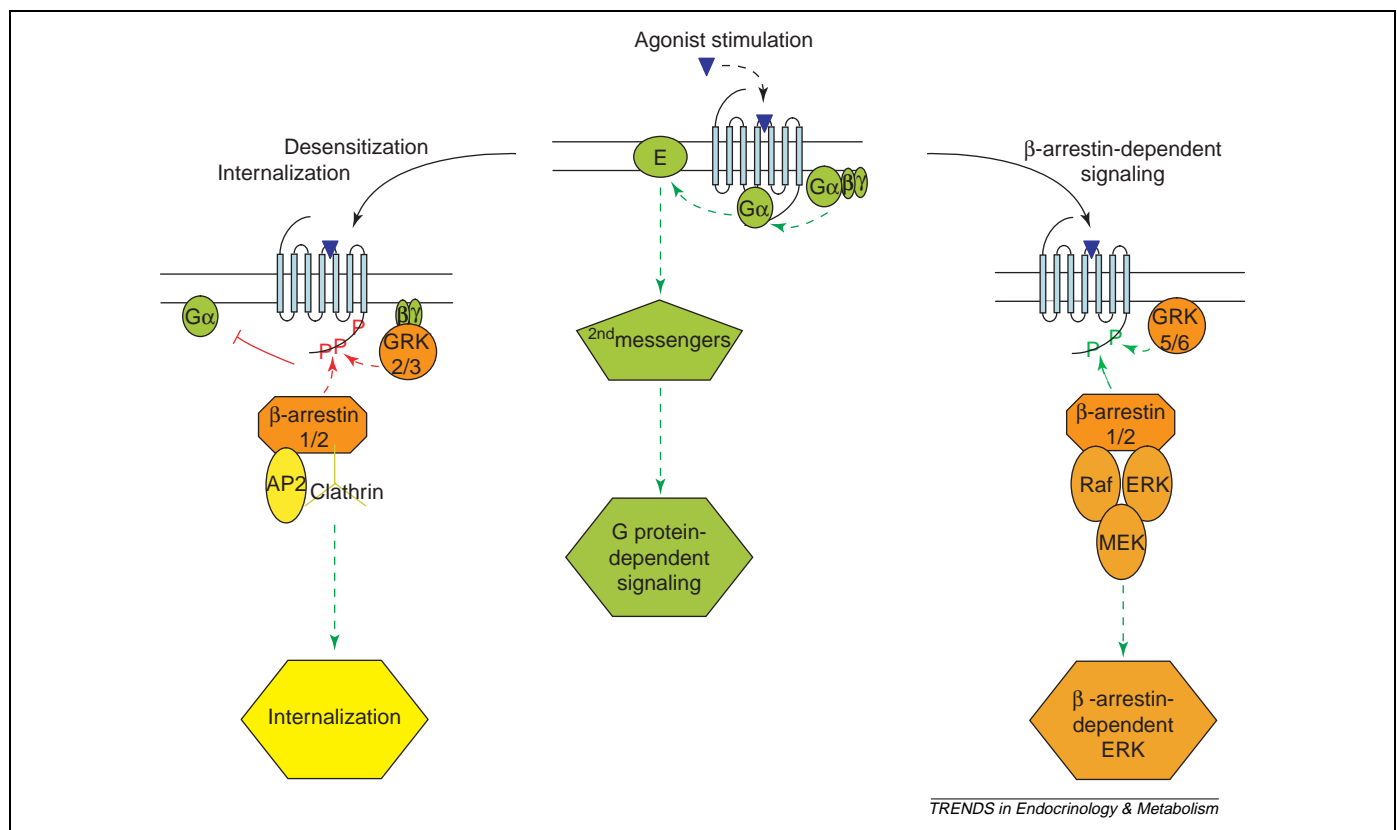 Agonist stimulation
Desensitization
Internalization
E
Gα
Gα
βγ
β-arrestin-dependent
signaling
Gα
P
P
P
βγ
GRK
2/3
β-arrestin
1/2
AP2
Clathrin
Internalization
2nd messengers
G protein-
dependent
signaling
P
P
GRK
5/6
β-arrestin
1/2
Raf
ERK
MEK
β -arrestin-
dependent
ERK
TRENDS in Endocrinology & Metabolism